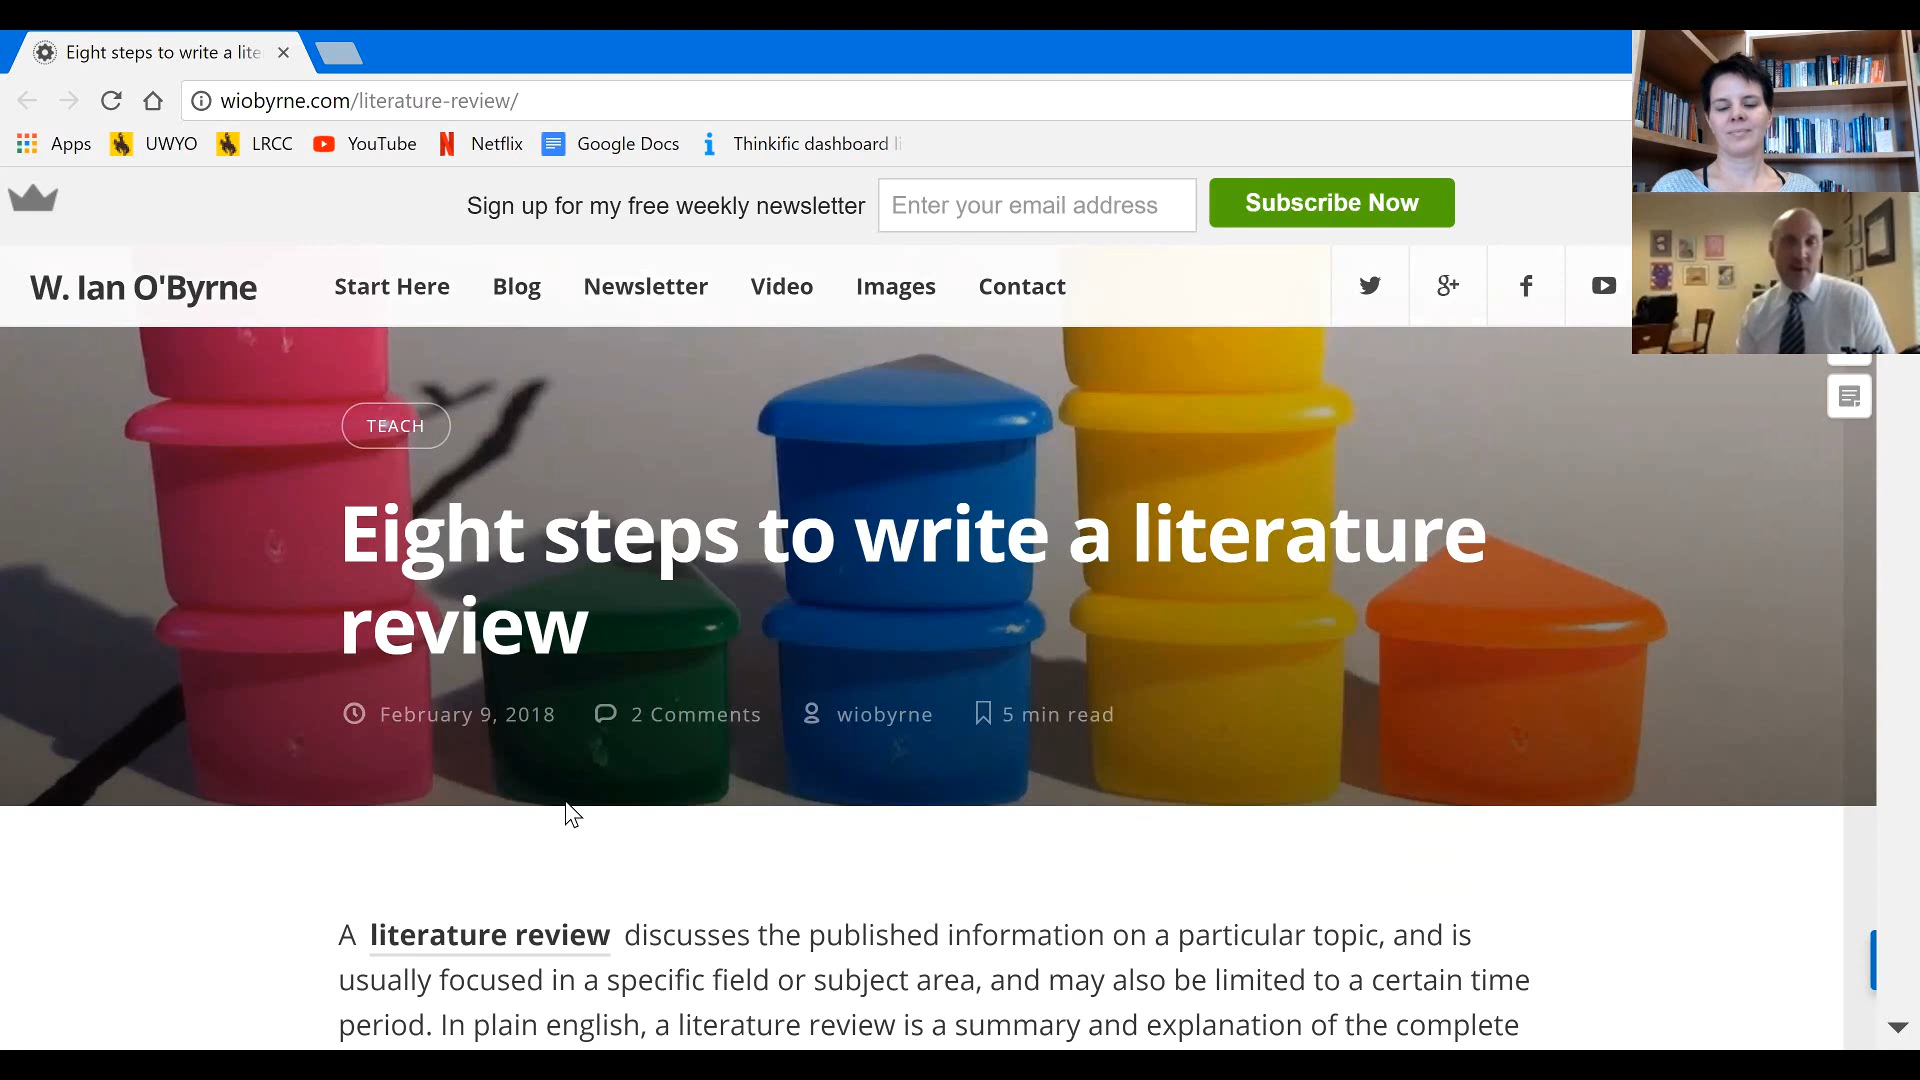 Eight steps to write a lite
wiobyrne.com/literature-review/
Apps UWYO LRCC YouTube Netflix Google Docs Thinkific dashboard
Sign up for my free weekly newsletter Enter your email address Subscribe Now
W. Ian O'Byrne Start Here Blog Newsletter Video Images Contact
TEACH
Eight steps to write a literature
review
February 9, 2018 2 Comments wiobyrne 5 min read
A literature review discusses the published information on a particular topic, and is
usually focused in a specific field or subject area, and may also be limited to a certain time
period. In plain english, a literature review is a summary and explanation of the complete